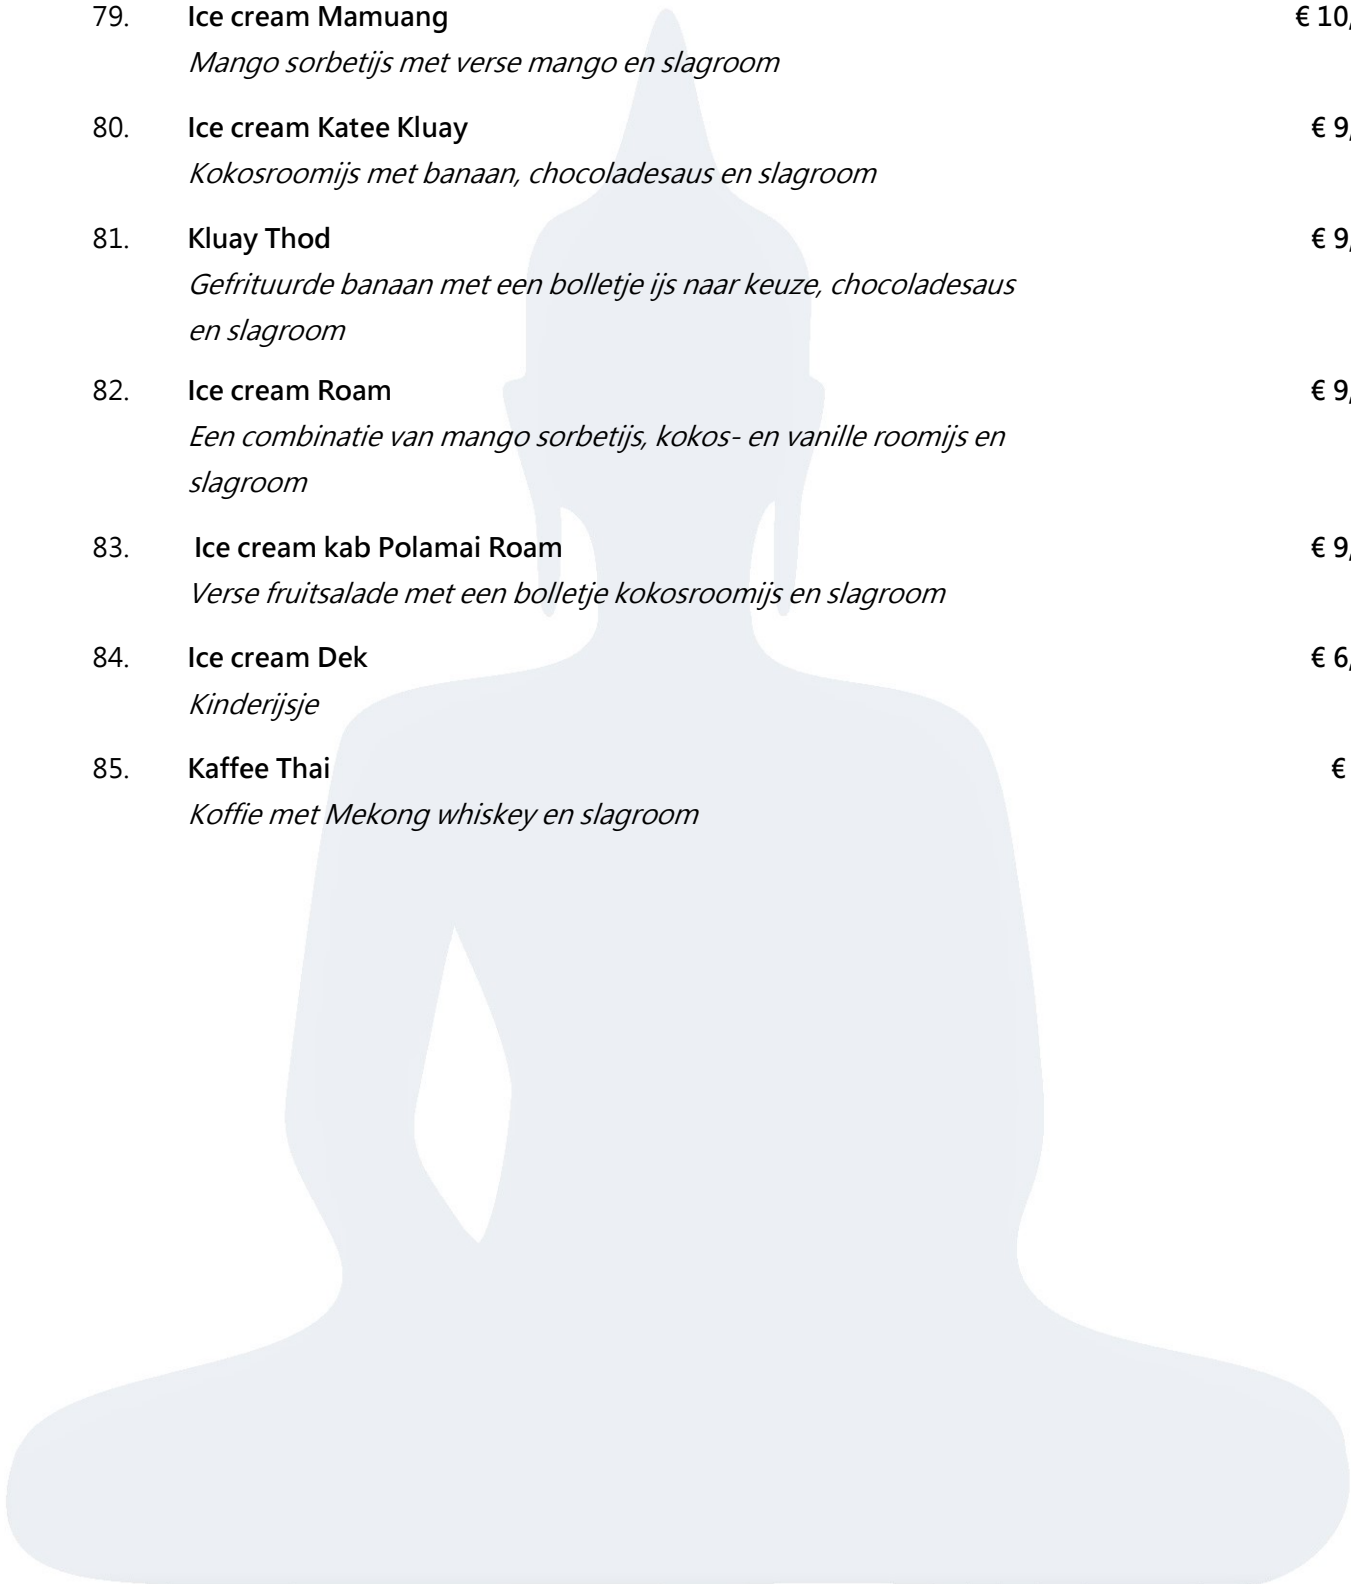 79. Ice cream Mamuang € 10,
Mango sorbetijs met verse mango en slagroom
80. Ice cream Katee Kluay € 9,
Kokosroomijs met banaan, chocoladesaus en slagroom
81. Kluay Thod € 9,
Gefrituurde banaan met een bolletje ijs naar keuze, chocoladesaus
en slagroom
82. Ice cream Roam € 9,
Een combinatie van mango sorbetijs, kokos- en vanille roomijs en
slagroom
83. Ice cream kab Polamai Roam € 9,
Verse fruitsalade met een bolletje kokosroomijs en slagroom
84. Ice cream Dek € 6,
Kinderijsje
85. Kaffee Thai €
Koffie met Mekong whiskey en slagroom